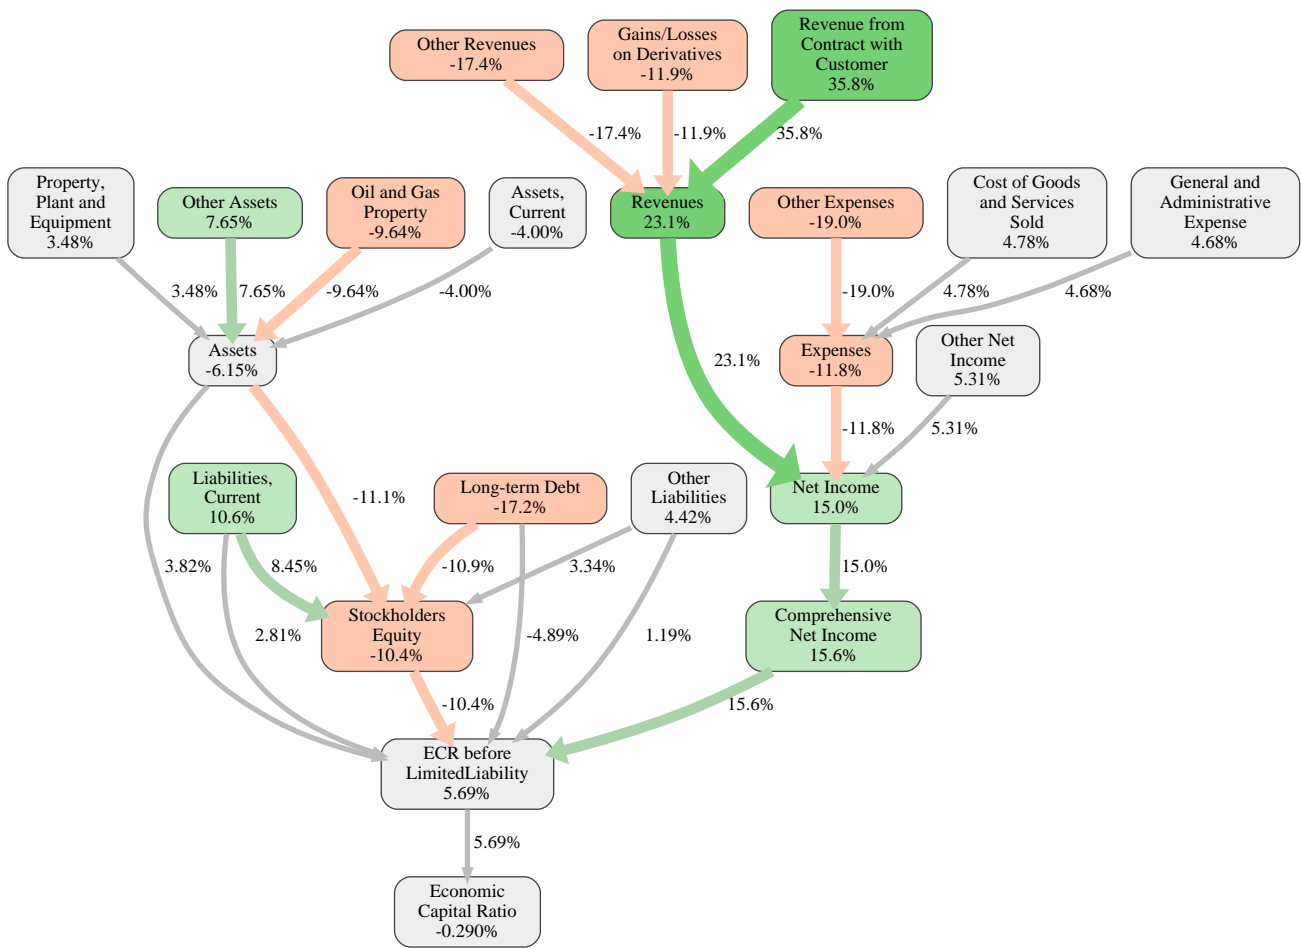 Other Revenues
-17.4%
Gains/Losses
on Derivatives
-11.9%
Revenue from
Contract with
Customer
35.8%
-17.4%
-11.9%
35.8%
Property,
Plant and
Equipment
3.48%
Other Assets
7.65%
Oil and Gas
Property
-9.64%
Assets,
Current
-4.00%
Revenues
23.1%
Other Expenses
-19.0%
Cost of Goods
and Services
Sold
4.78%
General and
Administrative
Expense
4.68%
3.48%
7.65%
-9.64%
-4.00%
-19.0%
4.78%
4.68%
Assets
-6.15%
23.1%
Expenses
-11.8%
Other Net
Income
5.31%
-11.8%
5.31%
Liabilities,
Current
10.6%
-11.1%
Long-term Debt
-17.2%
Other
Liabilities
4.42%
Net Income
15.0%
3.82%
8.45%
-10.9%
3.34%
15.0%
2.81%
Stockholders
Equity
-10.4%
-4.89%
1.19%
Comprehensive
Net Income
15.6%
-10.4%
15.6%
ECR before
LimitedLiability
5.69%
5.69%
Economic
Capital Ratio
-0.290%